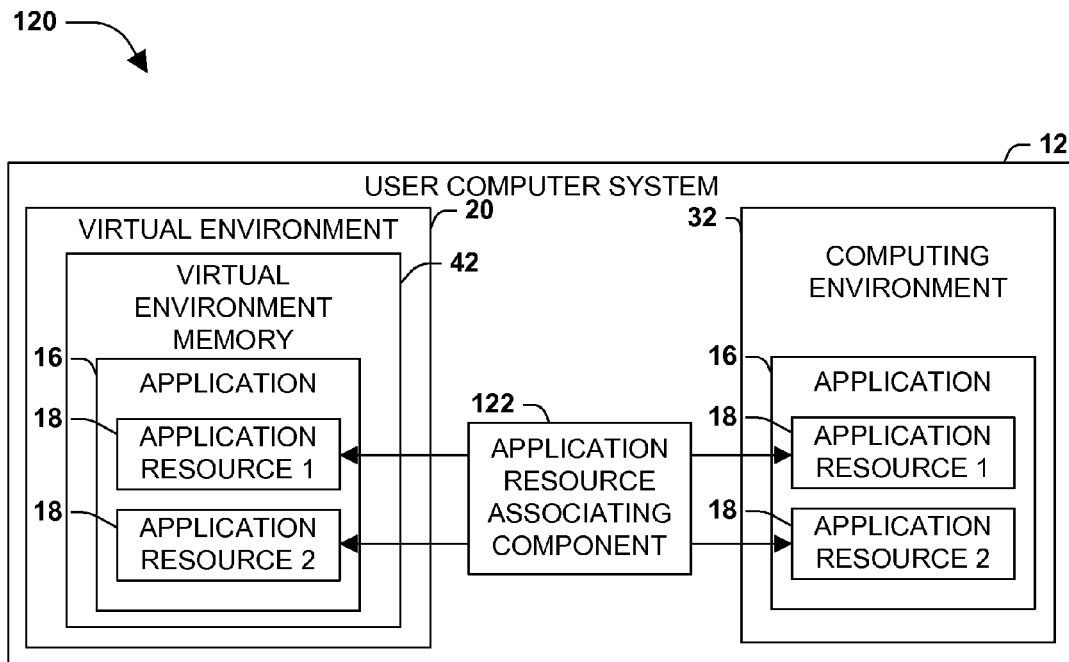 120
12
USER COMPUTER SYSTEM
VIRTUAL ENVIRONMENT
20
VIRTUAL
ENVIRONMENT
MEMORY
42
16
APPLICATION
18
APPLICATION
RESOURCE 1
18
APPLICATION
RESOURCE 2
122
APPLICATION
RESOURCE
ASSOCIATING
COMPONENT
32
COMPUTING
ENVIRONMENT
16
APPLICATION
18
APPLICATION
RESOURCE 1
18
APPLICATION
RESOURCE 2